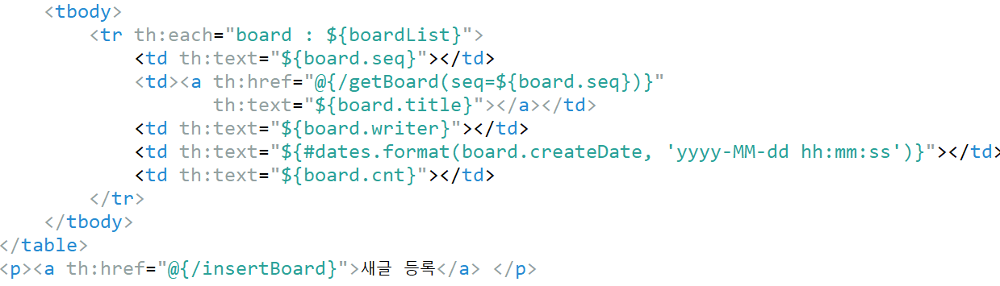 <tbody>
<tr th:each="board : ${boardList}">
<td th:text="${board.seq}"></td>
<td><a th:href="@{/getBoard(seq=${board.seq})}"
th:text="${board.title}"></a></td>
<td th:text="${board.writer}"></td>
<td th:text="${#dates.format(board.createDate, 'yyyy-MM-dd hh:mm:ss')}"></td>
<td th:text="${board.cnt}"></td>
</tr>
</tbody>
</table>
<p><a th:href="@{/insertBoard}">새글 등록</a> </p>